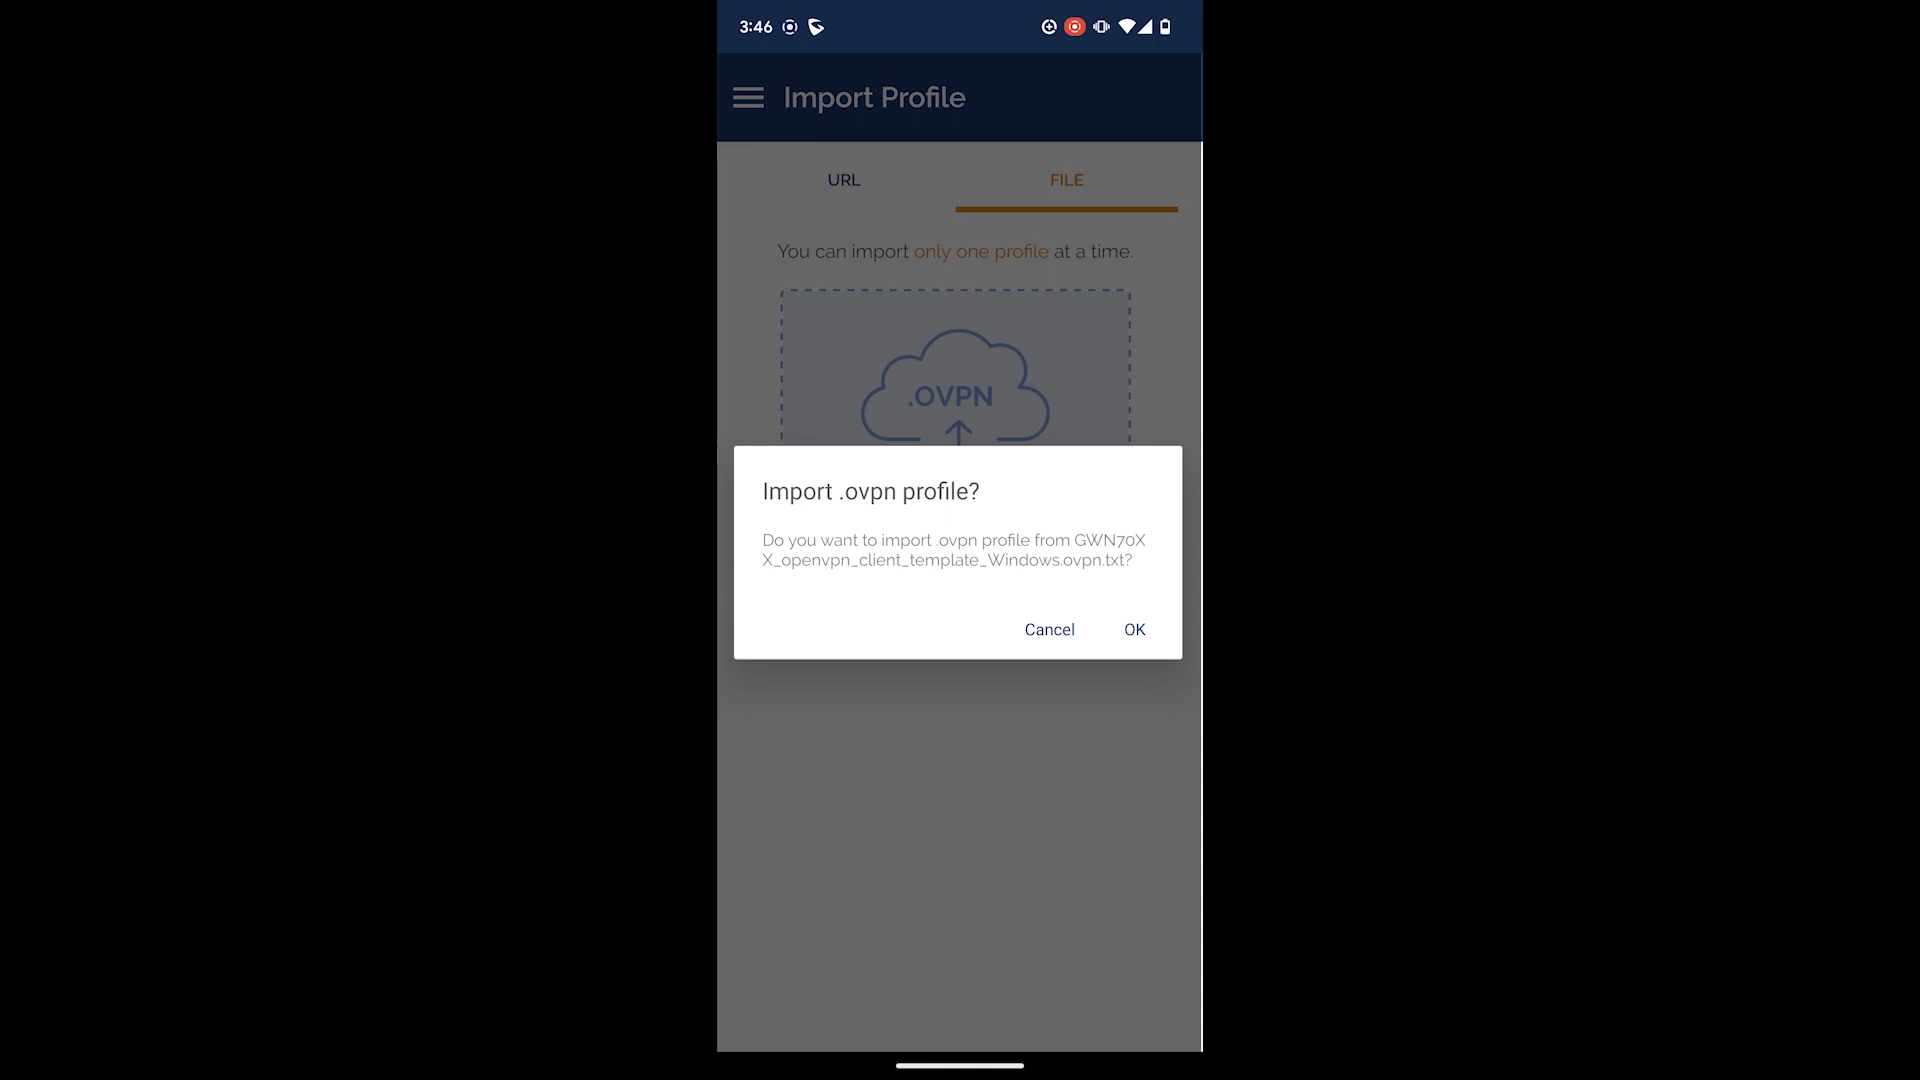 3:46
Import Profile
URL
FILE
You can import only one profile at a time.
.OVPN
Import .ovpn profile?
Do you want to import .ovpn profile from GWN70X
X_openvpn_client_template_Windows.ovpn.txt?
Cancel
OK